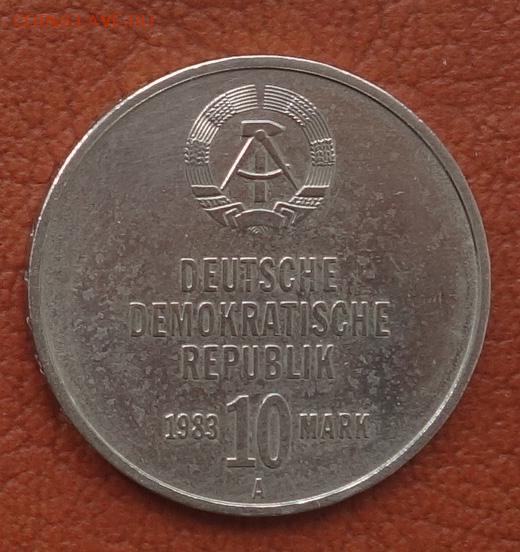 DEUTSCHE
DEMOKRATISCHE
REPUBLIK
1983 10 MARK
A